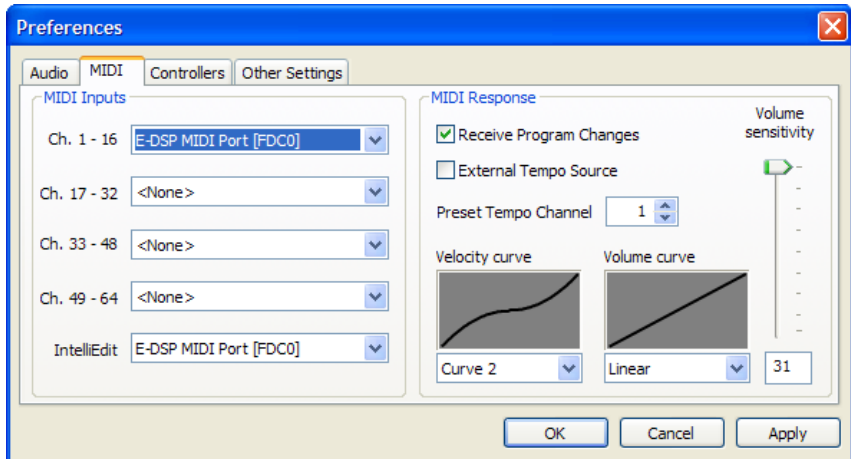 Preferences
Audio MIDI Controllers Other Settings
MIDI Inputs
Ch. 1 - 16 E-DSP MIDI Port [FDC0]
Ch. 17 - 32 <None>
Ch. 33 - 48 <None>
Ch. 49 - 64 <None>
IntelliEdit E-DSP MIDI Port [FDC0]
MIDI Response
Receive Program Changes
External Tempo Source
Preset Tempo Channel 1
Velocity curve
Curve 2
Volume curve
Linear
Volume
sensitivity
31
OK Cancel Apply